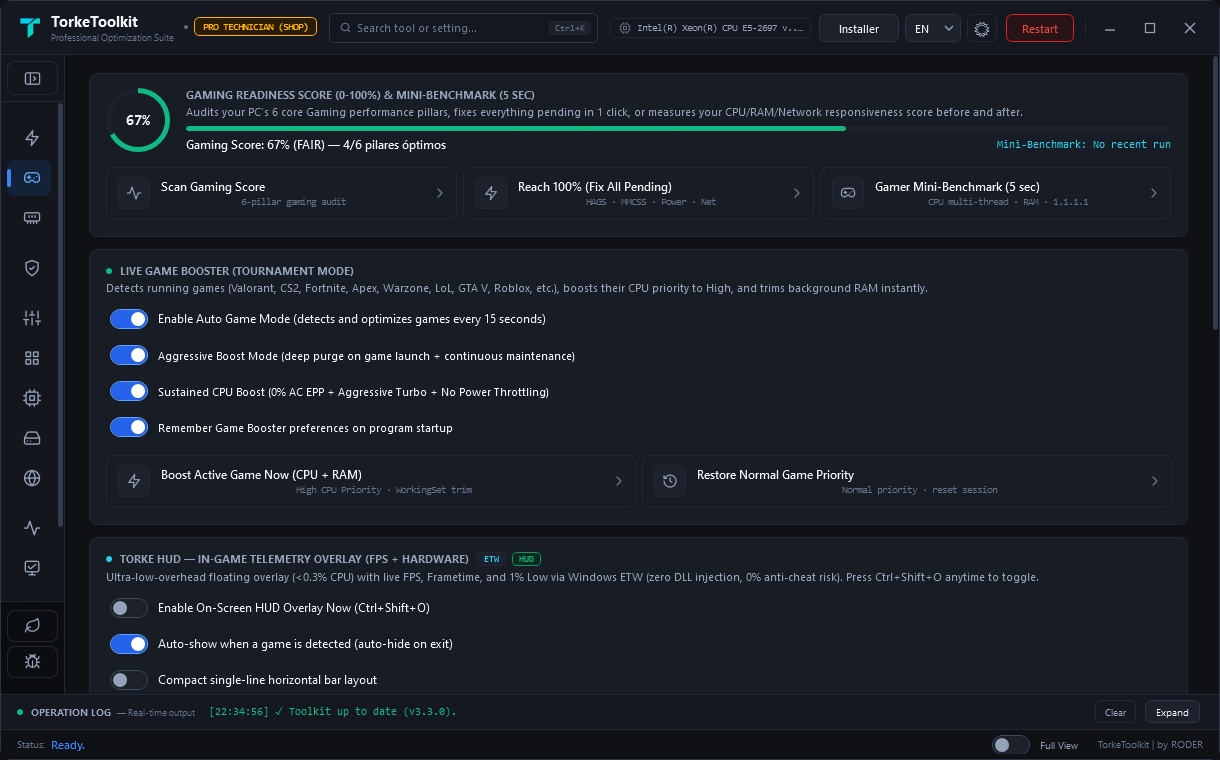 TorkeToolkit
Professional Optimization Suite
PRO TECHNICIAN (SHOP)
Search tool or setting...
Ctrl+K
Intel(R) Xeon(R) CPU E5-2697 v...
Installer
EN
Restart
67%
GAMING READINESS SCORE (0-100%) & MINI-BENCHMARK (5 SEC)
Audits your PC's 6 core Gaming performance pillars, fixes everything pending in 1 click, or measures your CPU/RAM/Network responsiveness score before and after.
Gaming Score: 67% (FAIR) — 4/6 pilares óptimos
Mini-Benchmark: No recent run
Scan Gaming Score
6-pillar gaming audit
Reach 100% (Fix All Pending)
HAGS · MMCSS · Power · Net
Gamer Mini-Benchmark (5 sec)
CPU multi-thread · RAM · 1.1.1.1
LIVE GAME BOOSTER (TOURNAMENT MODE)
Detects running games (Valorant, CS2, Fortnite, Apex, Warzone, LoL, GTA V, Roblox, etc.), boosts their CPU priority to High, and trims background RAM instantly.
Enable Auto Game Mode (detects and optimizes games every 15 seconds)
Aggressive Boost Mode (deep purge on game launch + continuous maintenance)
Sustained CPU Boost (0% AC EPP + Aggressive Turbo + No Power Throttling)
Remember Game Booster preferences on program startup
Boost Active Game Now (CPU + RAM)
High CPU Priority · WorkingSet trim
Restore Normal Game Priority
Normal priority · reset session
TORKE HUD — IN-GAME TELEMETRY OVERLAY (FPS + HARDWARE)
ETW
HUD
Ultra-low-overhead floating overlay (<0.3% CPU) with live FPS, Frametime, and 1% Low via Windows ETW (zero DLL injection, 0% anti-cheat risk). Press Ctrl+Shift+O anytime to toggle.
Enable On-Screen HUD Overlay Now (Ctrl+Shift+O)
Auto-show when a game is detected (auto-hide on exit)
Compact single-line horizontal bar layout
OPERATION LOG
— Real-time output
[22:34:56] ✓ Toolkit up to date (v3.3.0).
Clear
Expand
Status: Ready.
Full View
TorkeToolkit | by RODER